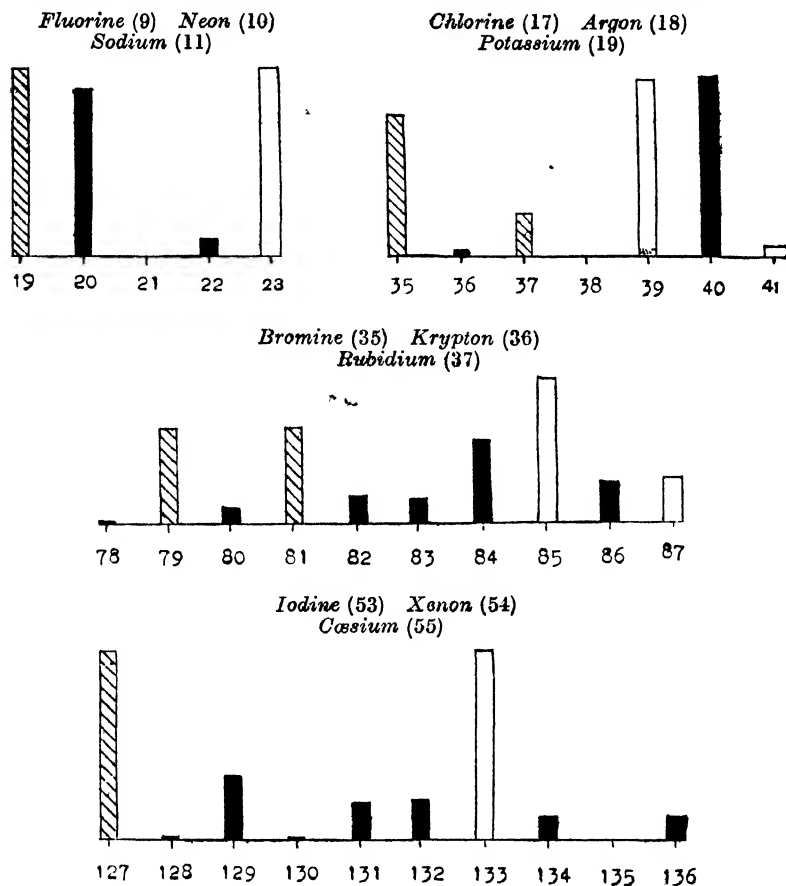 Fluorine (9) Neon (10)
Sodium (11)
19 20 21 22 23
Chlorine (17) Argon (18)
Potassium (19)
35 36 37 38 39 40 41
Bromine (35) Krypton (36)
Rubidium (37)
78 79 80 81 82 83 84 85 86 87
Iodine (53) Xenon (54)
Cæsium (55)
127 128 129 130 131 132 133 134 135 136